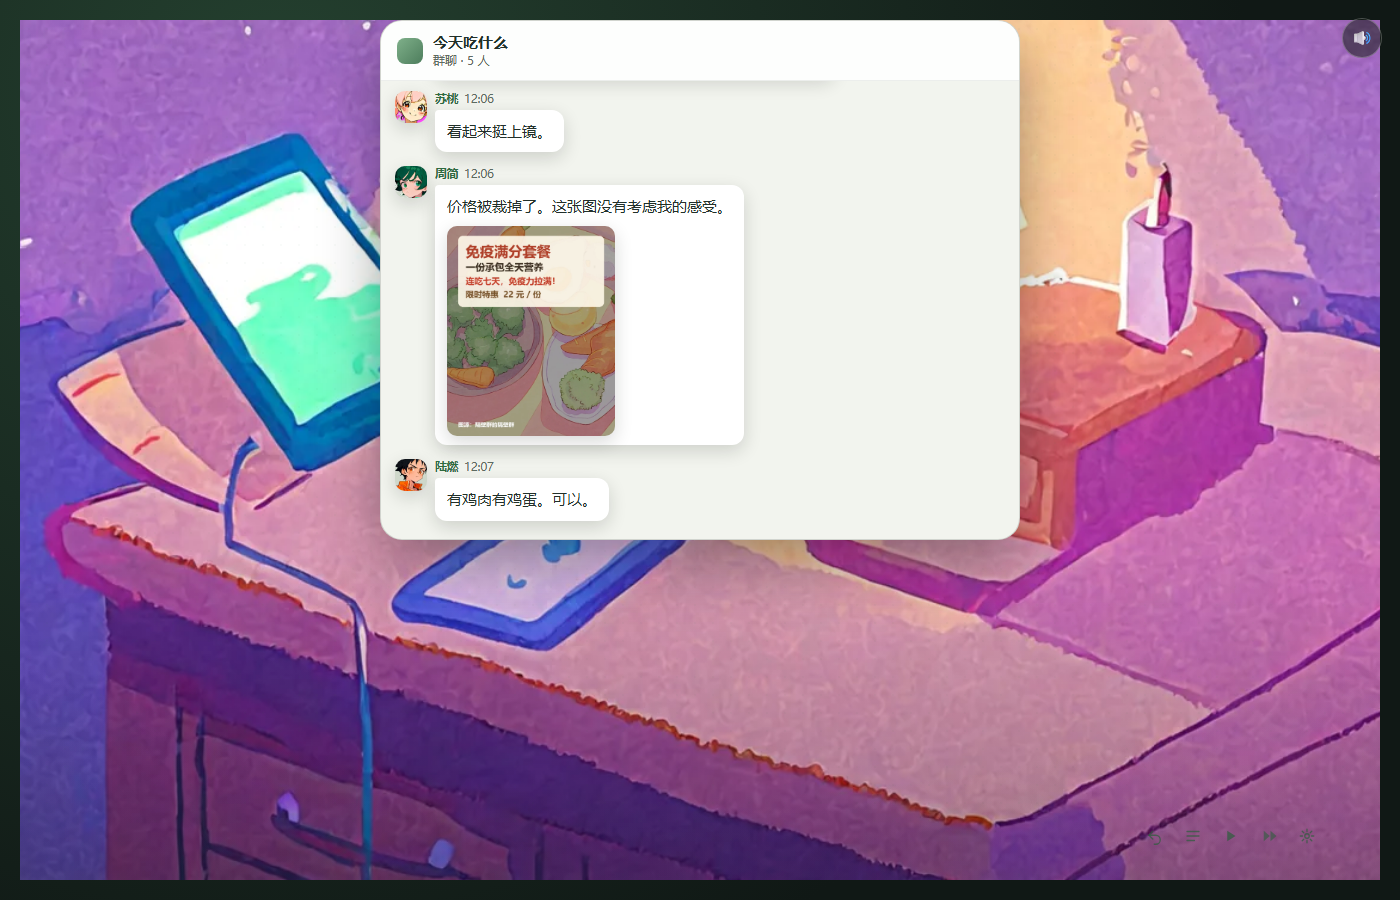 今天吃什么
群聊 · 5 人
苏桃 12:06
看起来挺上镜。
周简 12:06
价格被裁掉了。这张图没有考虑我的感受。
免疫满分套餐
一份承包全天营养
连吃七天，免疫力拉满！
限时特惠 22 元 / 份
陆燃 12:07
有鸡肉有鸡蛋。可以。